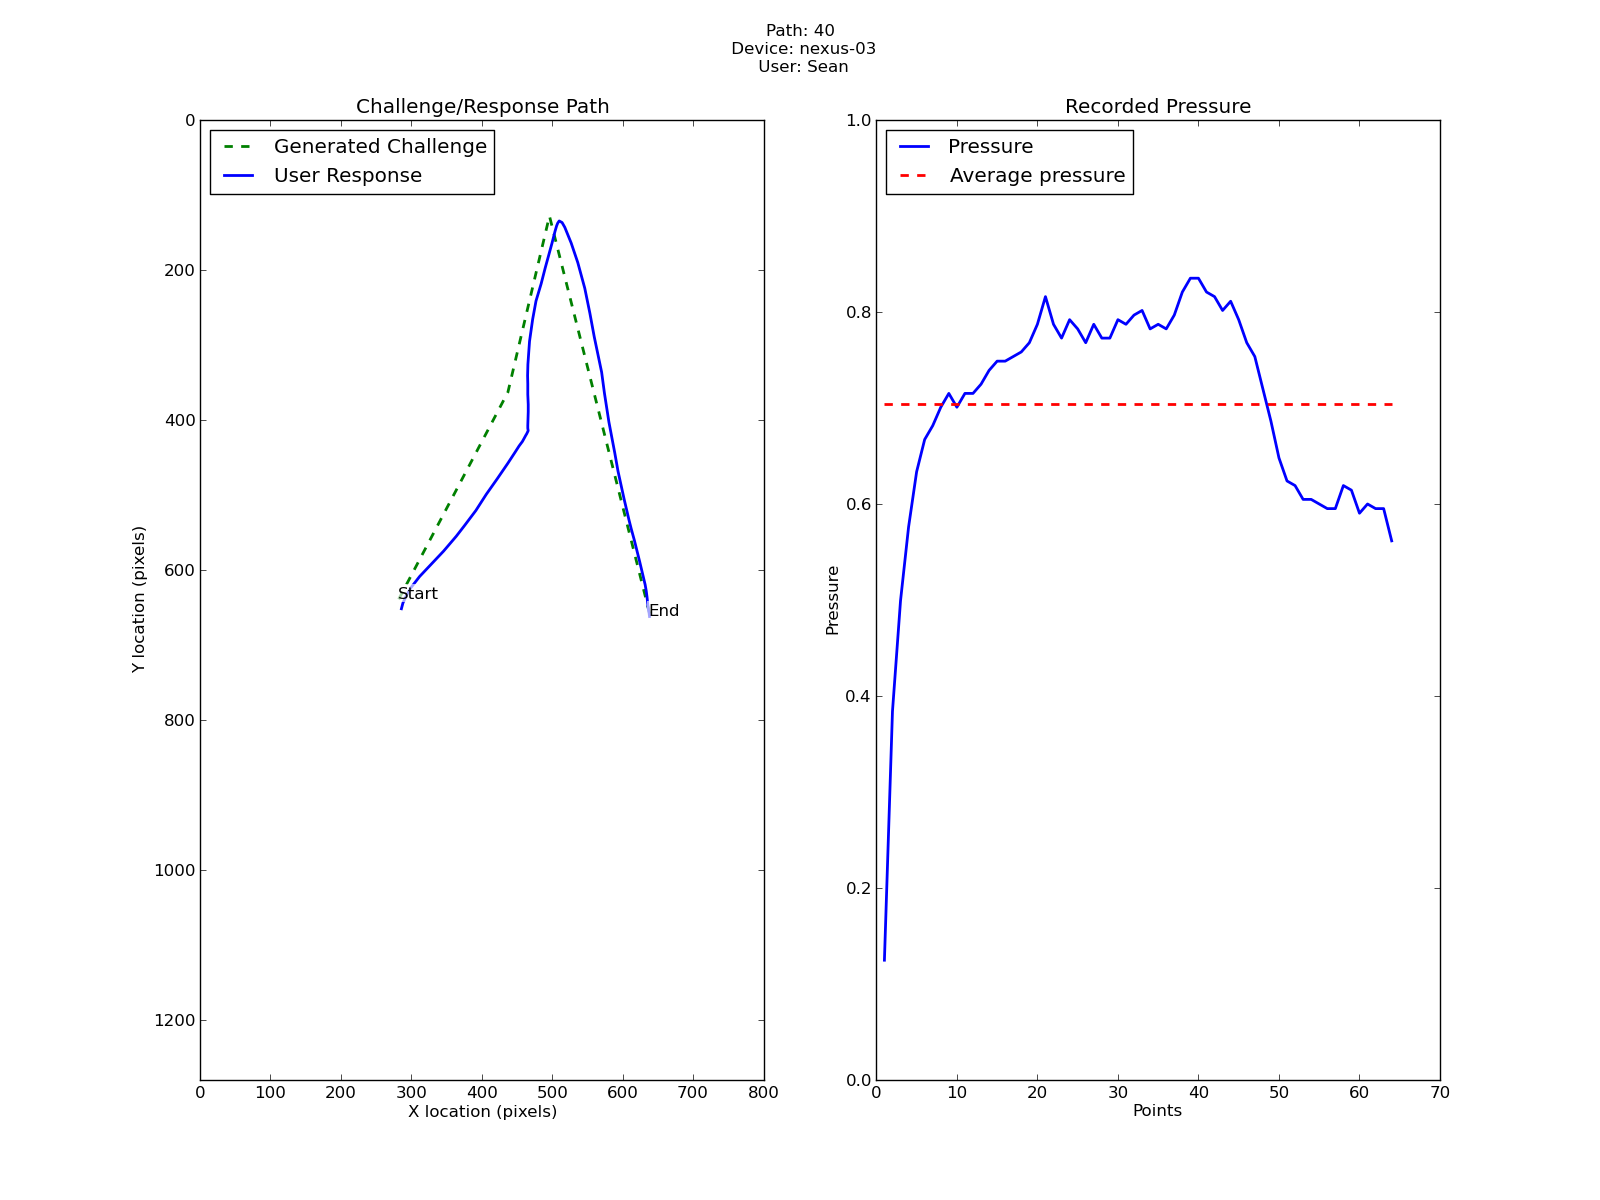 Path: 40
Device: nexus-03
User: Sean
Challenge/Response Path
Generated Challenge
User Response
Start
End
0
200
400
600
800
1000
1200
Y location (pixels)
0 100 200 300 400 500 600 700 800
X location (pixels)
Recorded Pressure
Pressure
Average pressure
1.0
0.8
0.6
0.4
0.2
0.0
Pressure
0 10 20 30 40 50 60 70
Points